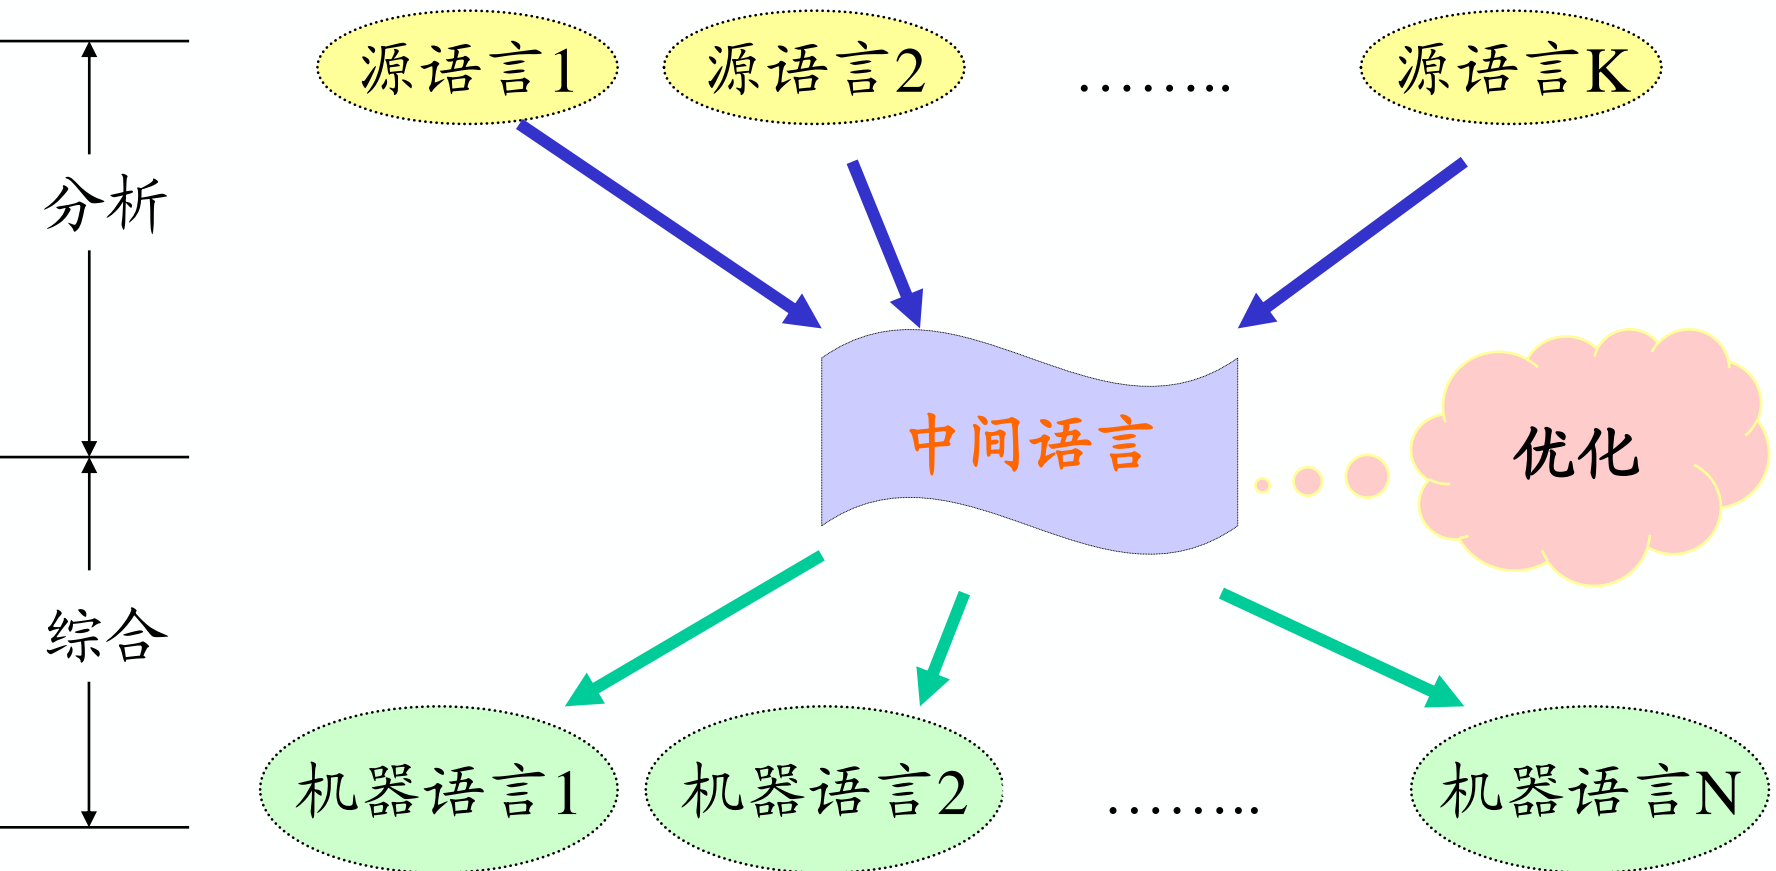 源语言1 源语言2 …….. 源语言K
分析
中间语言
优化
综合
机器语言1 机器语言2 …….. 机器语言N